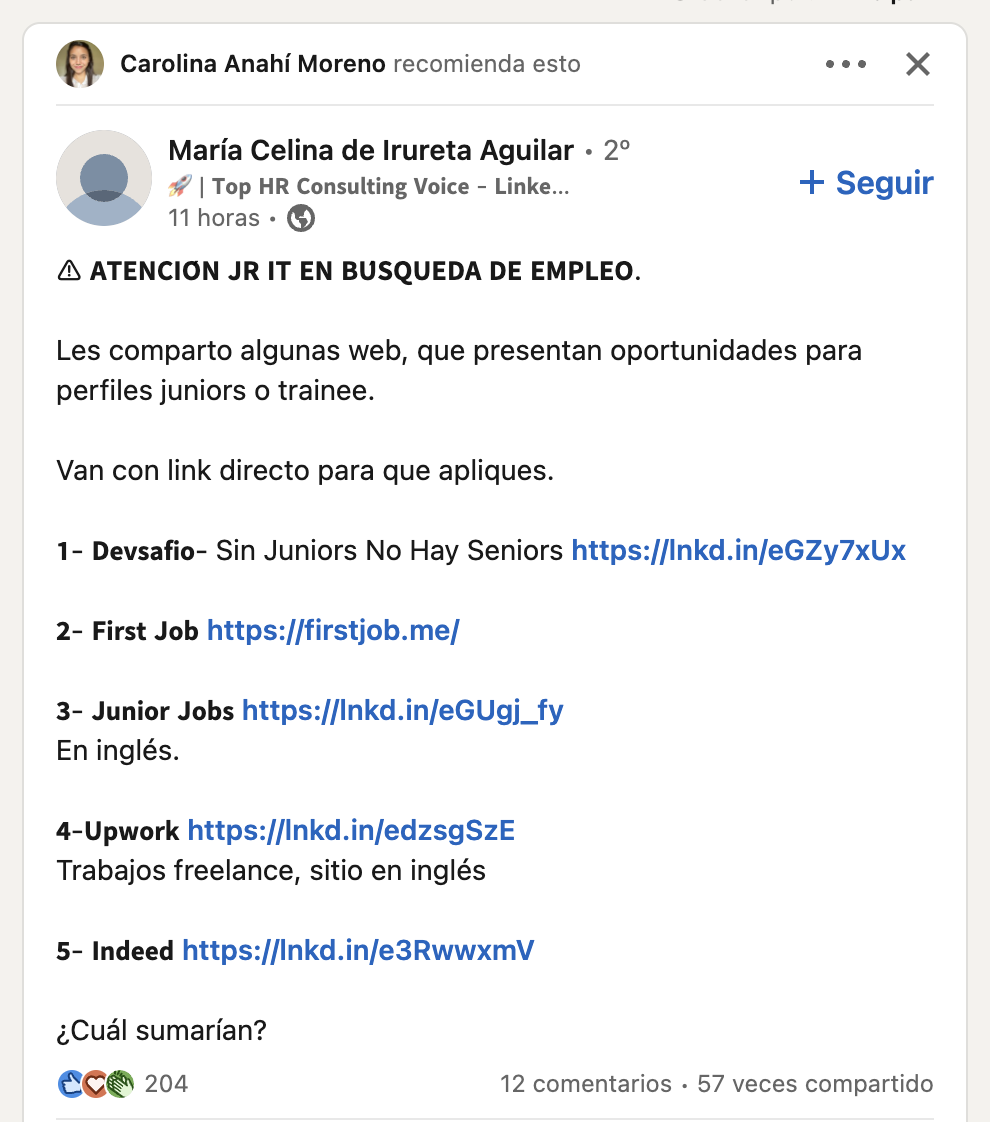 Carolina Anahí Moreno recomienda esto
María Celina de Irureta Aguilar • 2º
🚀 | Top HR Consulting Voice - Linke...
+ Seguir
11 horas •
⚠ ATENCIÓN JR IT EN BÚSQUEDA DE EMPLEO.
Les comparto algunas web, que presentan oportunidades para
perfiles juniors o trainee.
Van con link directo para que apliques.
1- Devsafio- Sin Juniors No Hay Seniors https://lnkd.in/eGZy7xUx
2- First Job https://firstjob.me/
3- Junior Jobs https://lnkd.in/eGUgj_fy
En inglés.
4-Upwork https://lnkd.in/edzsgSzE
Trabajos freelance, sitio en inglés
5- Indeed https://lnkd.in/e3RwwxmV
¿Cuál sumarían?
204
12 comentarios • 57 veces compartido